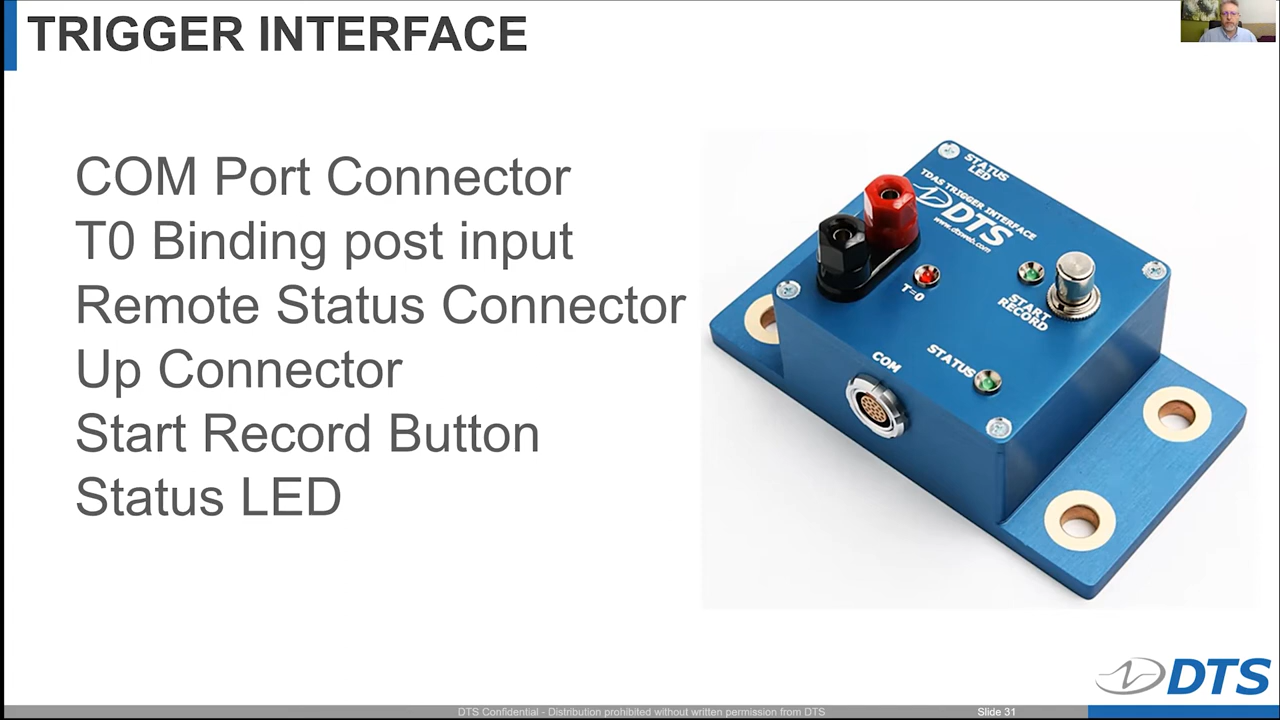 TRIGGER INTERFACE
COM Port Connector
T0 Binding post input
Remote Status Connector
Up Connector
Start Record Button
Status LED
STATUS
LED
TDAS TRIGGER INTERFACE
DTS
www.dtsweb.com
T=0
START
RECORD
STATUS
COM
DTS
DTS Confidential - Distribution prohibited without written permission from DTS
Slide 31